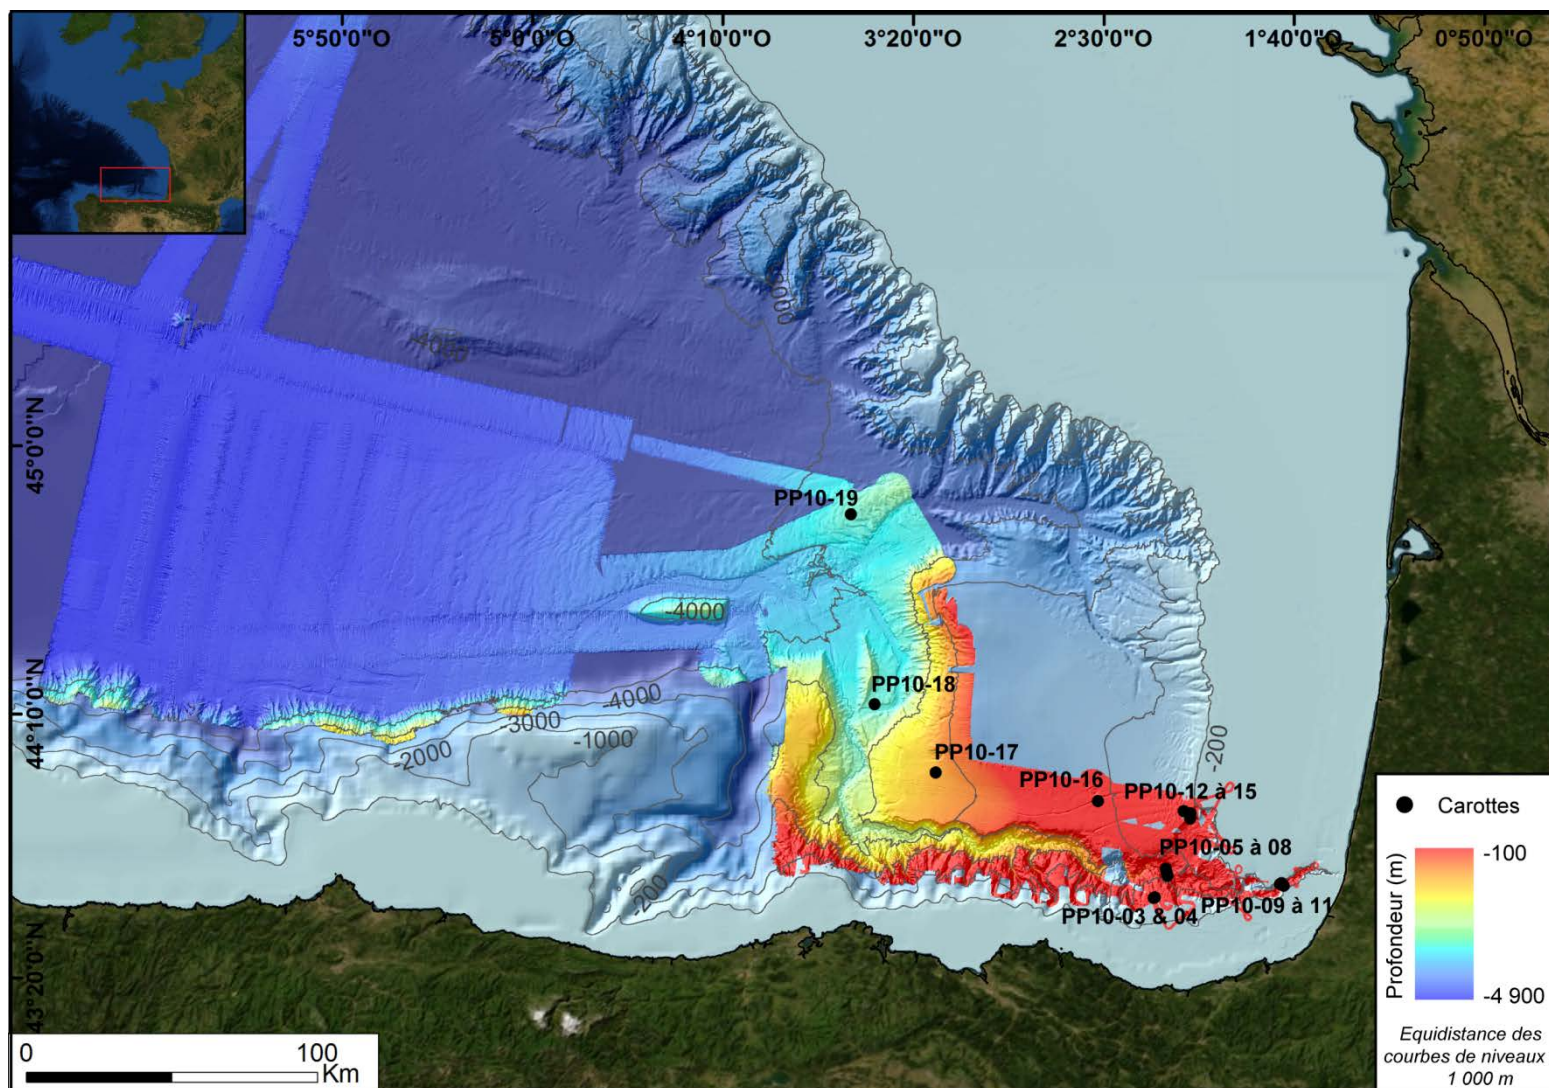 5°50'0"O
5°0'0"O
4°10'0"O
3°20'0"O
2°30'0"O
1°40'0"O
0°50'0"O
45°0'0"N
44°10'0"N
43°20'0"N
-4000
PP10-19
-4000
PP10-18
-4000
-3000
-2000
-1000
-200
PP10-17
PP10-16
PP10-12 à 15
-200
PP10-05 à 08
PP10-09 à 11
PP10-03 & 04
Carottes
Profondeur (m)
-100
-4 900
Equidistance des
courbes de niveaux
1 000 m
0
100
Km